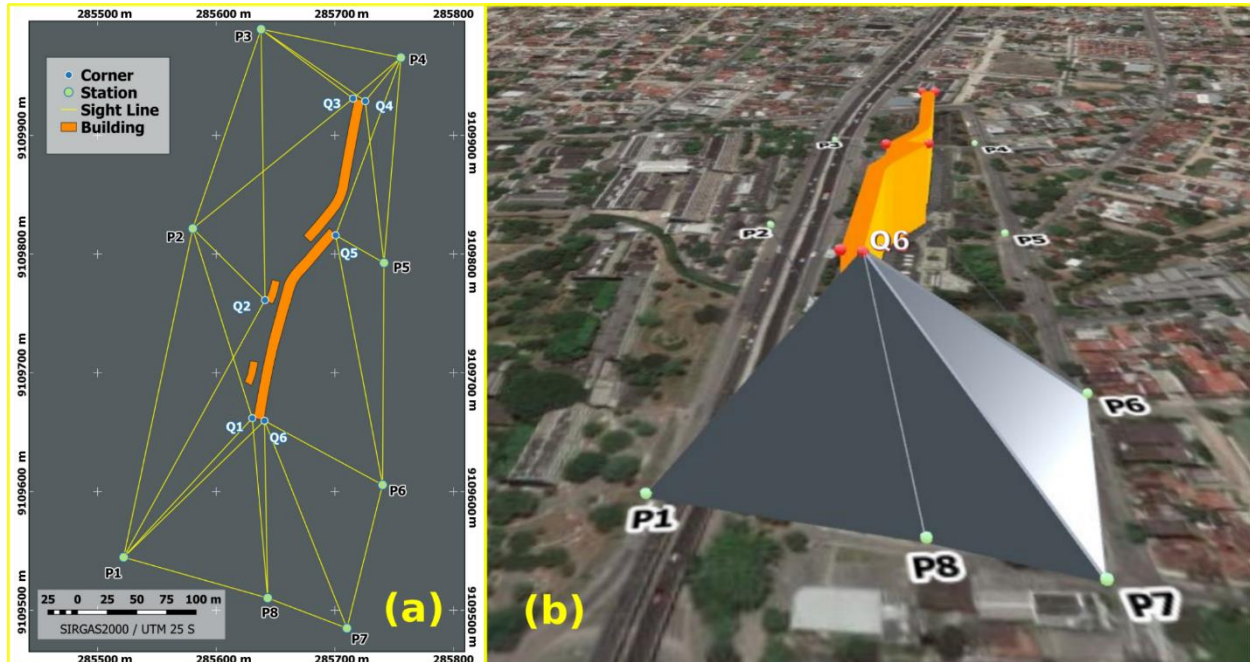 285500 m
285600 m
285700 m
285800 m
9109900 m
9109800 m
9109700 m
9109600 m
9109500 m
Corner
Station
Sight Line
Building
P3
P4
Q3
Q4
P2
Q5
P5
Q2
Q1
Q6
P6
P1
P8
P7
25
0
25
50
75
100 m
SIRGAS2000 / UTM 25 S
(a)
9109900 m
9109800 m
9109700 m
9109600 m
9109500 m
285500 m
285600 m
285700 m
285800 m
P3
P4
P2
P5
Q6
P6
P1
P8
P7
(b)